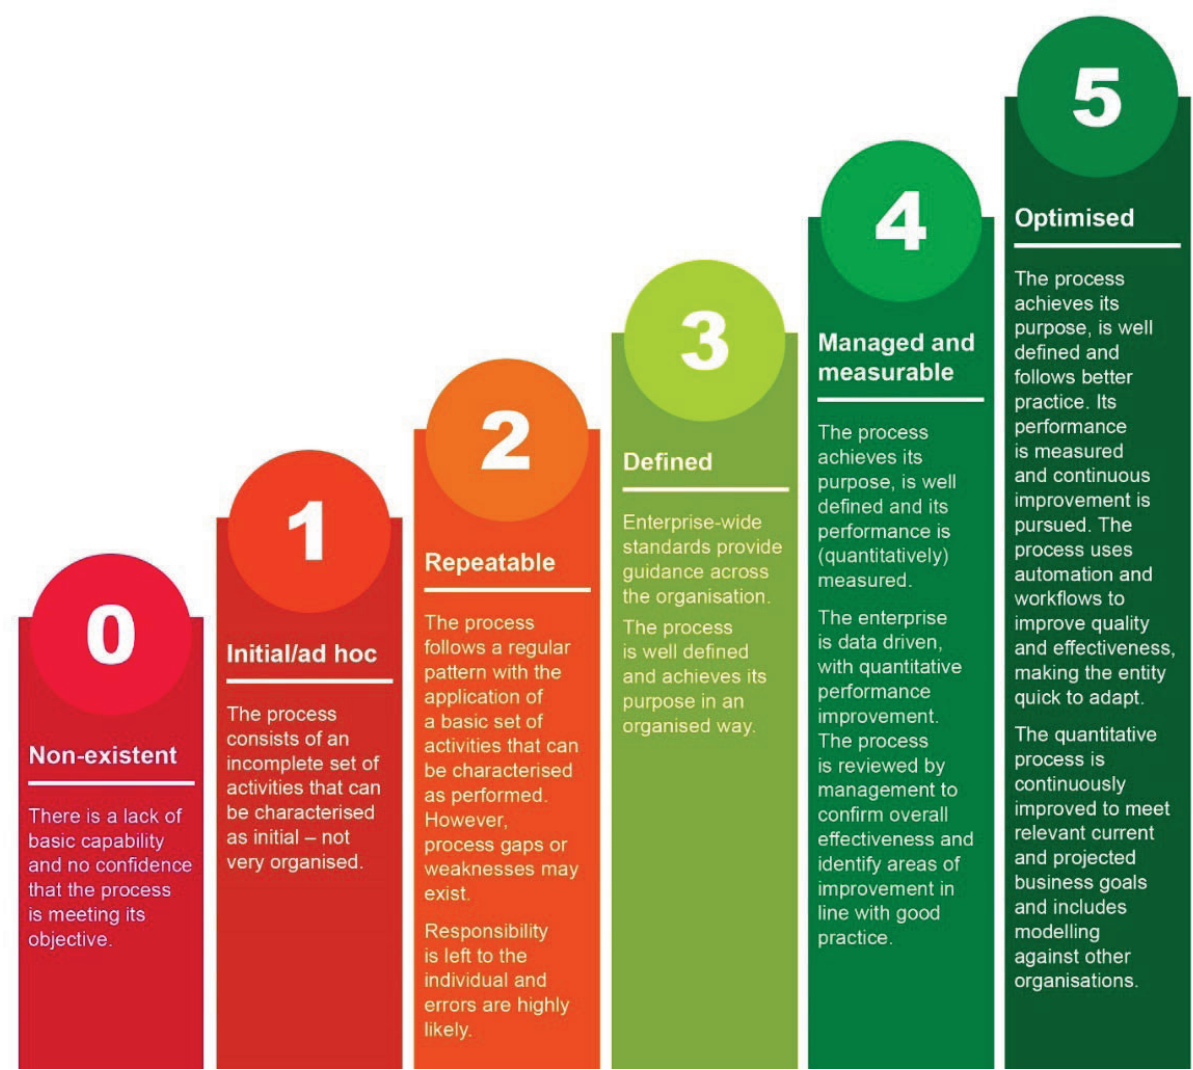 0
Non-existent
There is a lack of
basic capability
and no confidence
that the process
is meeting its
objective.
1
Initial/ad hoc
The process
consists of an
incomplete set of
activities that can
be characterised
as initial – not
very organised.
2
Repeatable
The process
follows a regular
pattern with the
application of
a basic set of
activities that can
be characterised
as performed.
However,
process gaps or
weaknesses may
exist.
Responsibility
is left to the
individual and
errors are highly
likely.
3
Defined
Enterprise-wide
standards provide
guidance across
the organisation.
The process
is well defined
and achieves its
purpose in an
organised way.
4
Managed and
measurable
The process
achieves its
purpose, is well
defined and its
performance is
(quantitatively)
measured.
The enterprise
is data driven,
with quantitative
performance
improvement.
The process
is reviewed by
management to
confirm overall
effectiveness and
identify areas of
improvement in
line with good
practice.
5
Optimised
The process
achieves its
purpose, is well
defined and
follows better
practice. Its
performance
is measured
and continuous
improvement is
pursued. The
process uses
automation and
workflows to
improve quality
and effectiveness,
making the entity
quick to adapt.
The quantitative
process is
continuously
improved to meet
relevant current
and projected
business goals
and includes
modelling
against other
organisations.